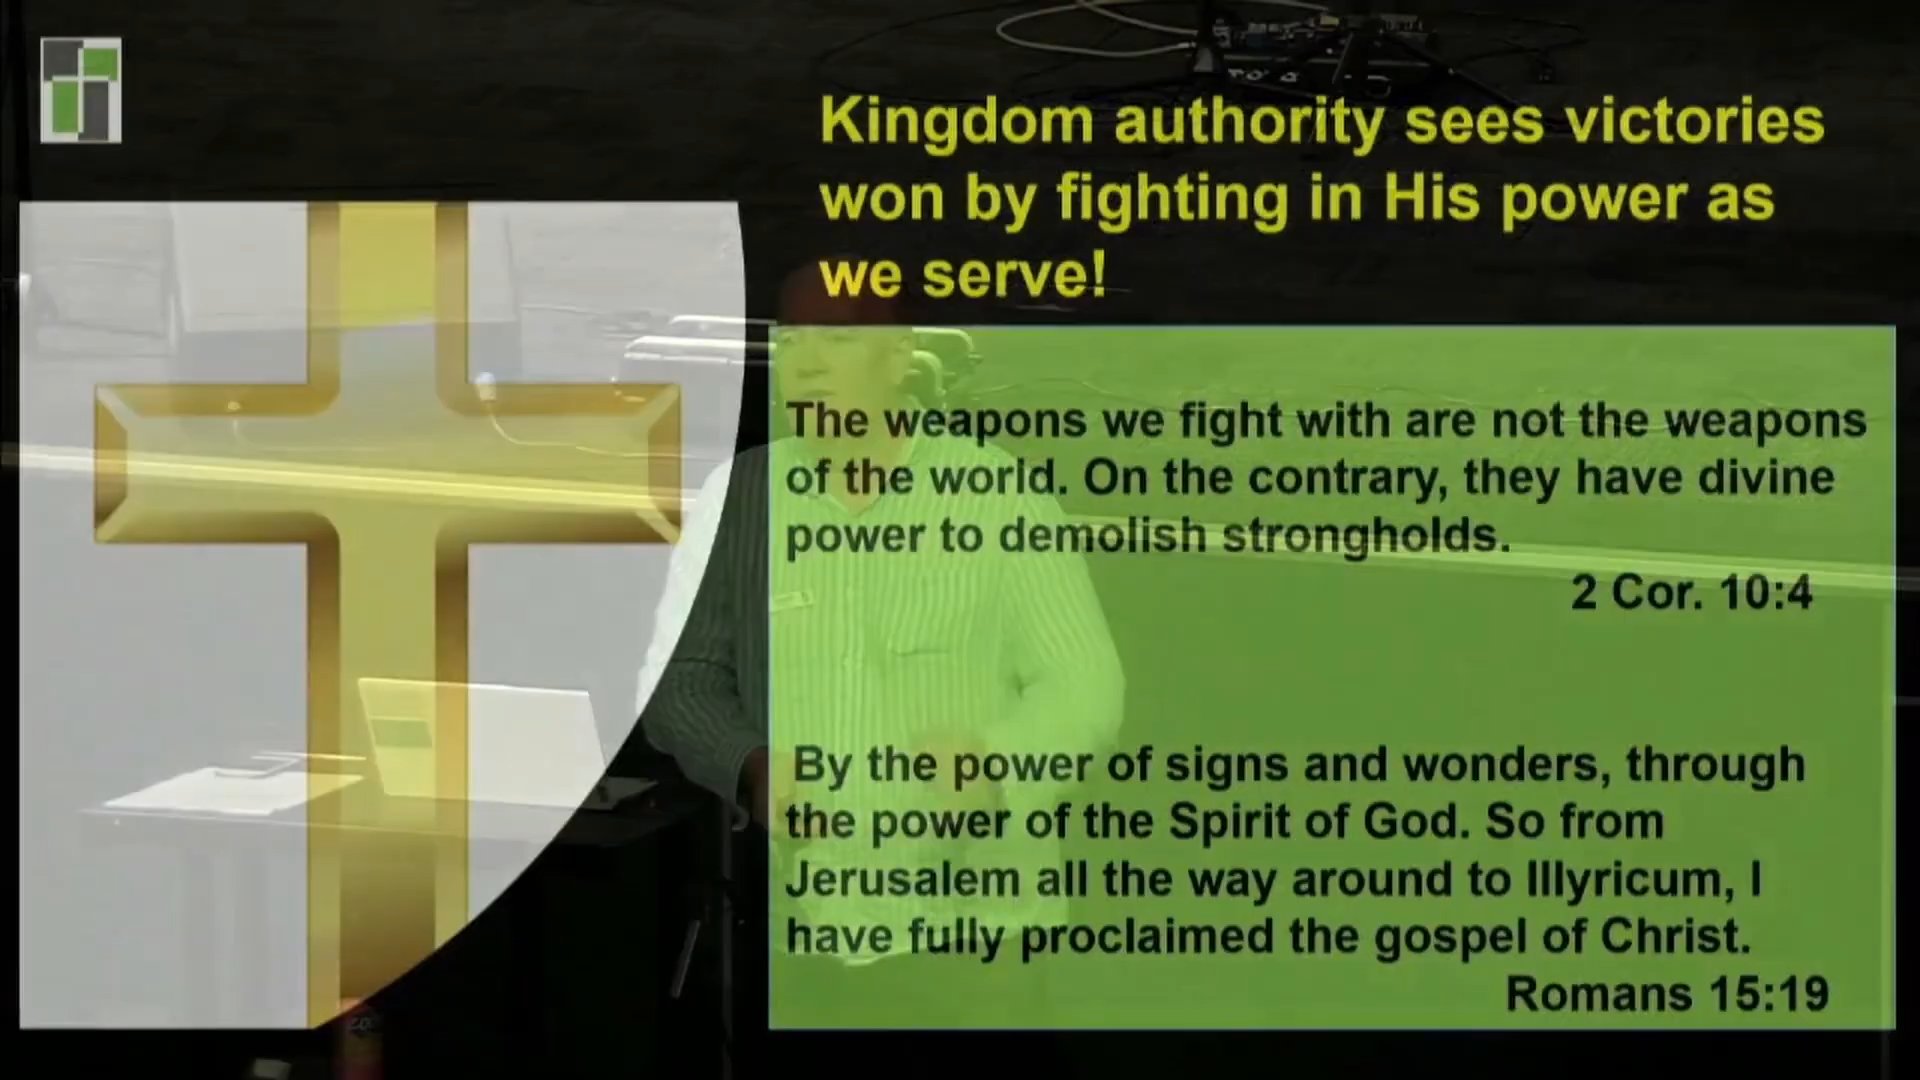 Kingdom authority sees victories
won by fighting in His power as
we serve!
The weapons we fight with are not the weapons
of the world. On the contrary, they have divine
power to demolish strongholds.
2 Cor. 10:4
By the power of signs and wonders, through
the power of the Spirit of God. So from
Jerusalem all the way around to Illyricum, I
have fully proclaimed the gospel of Christ.
Romans 15:19